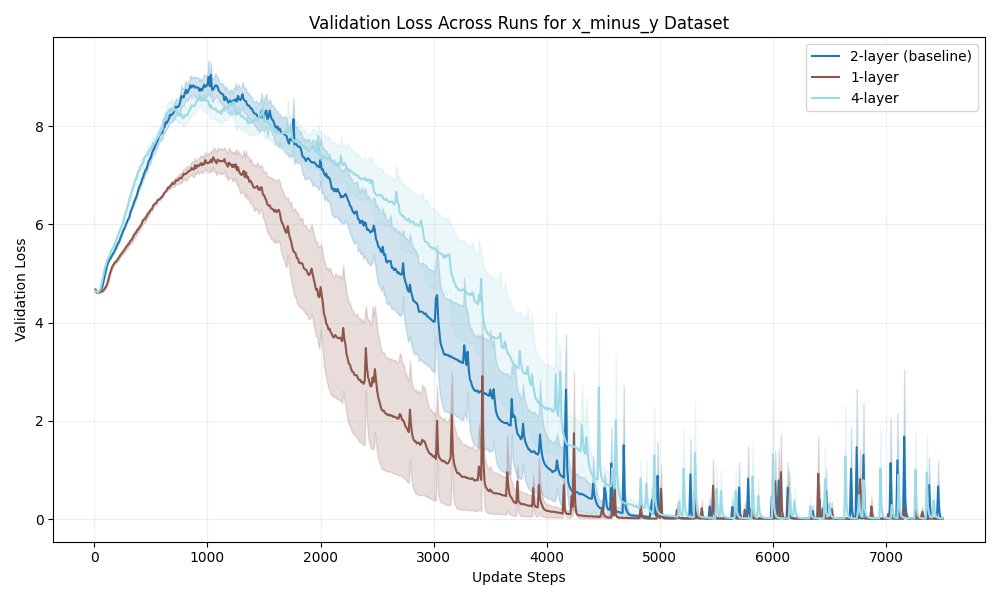 Validation Loss Across Runs for x_minus_y Dataset
2-layer (baseline)
1-layer
4-layer
Validation Loss
8
6
4
2
0
0 1000 2000 3000 4000 5000 6000 7000
Update Steps